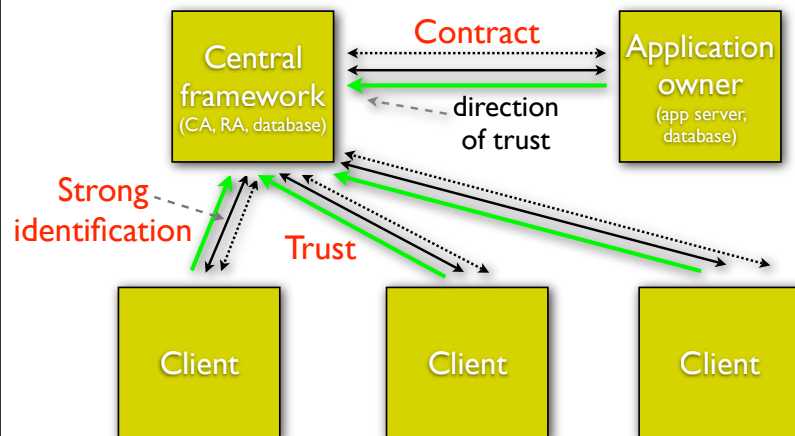 Contract
Central
framework
(CA, RA, database)
Application
owner
(app server,
database)
direction
of trust
Strong
identification
Trust
Client
Client
Client